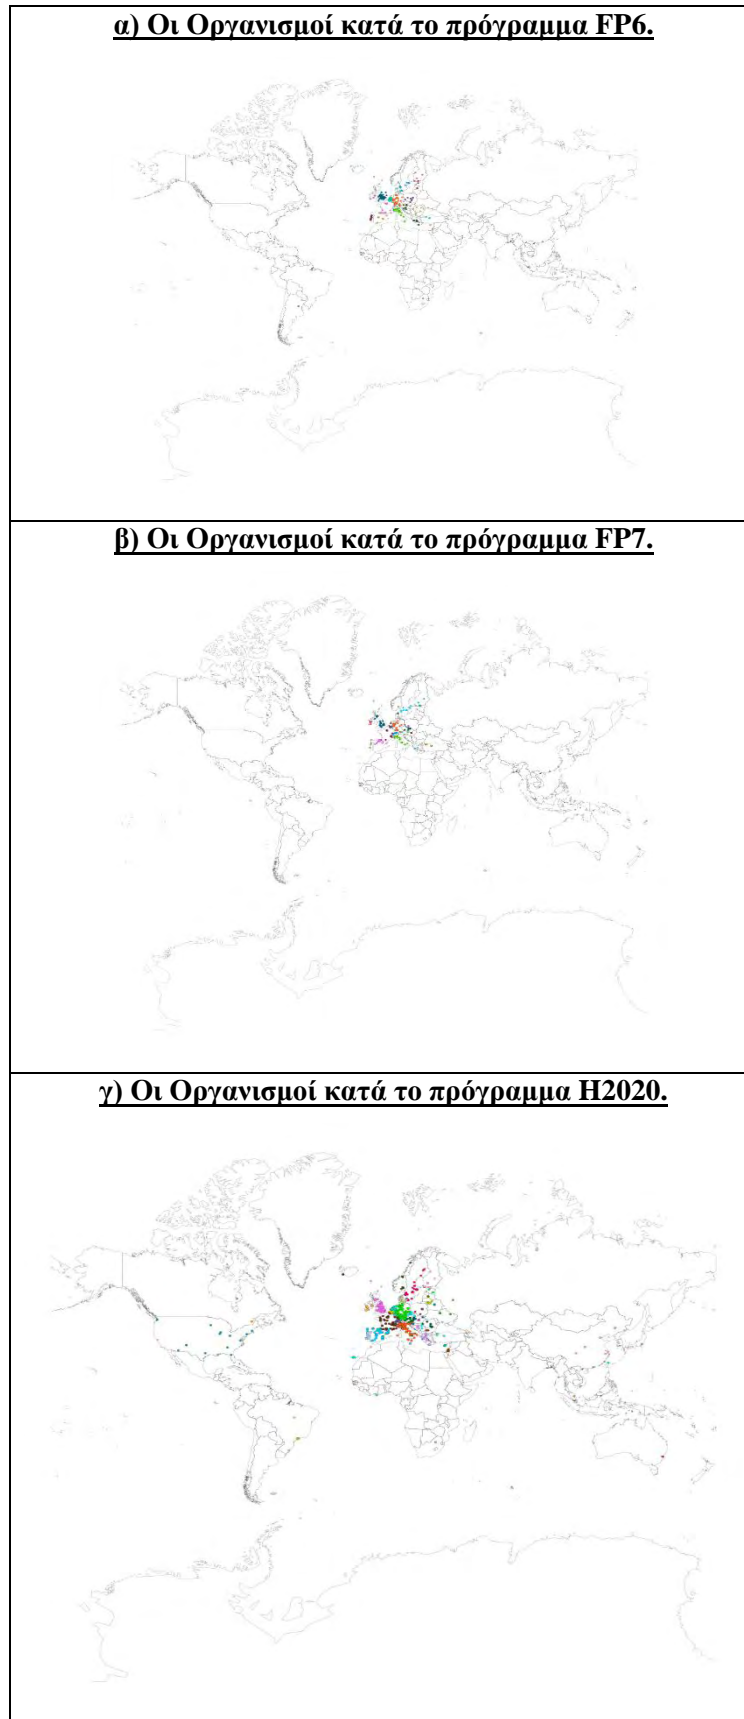 α) Οι Οργανισμοί κατά το πρόγραμμα FP6.
β) Οι Οργανισμοί κατά το πρόγραμμα FP7.
γ) Οι Οργανισμοί κατά το πρόγραμμα H2020.